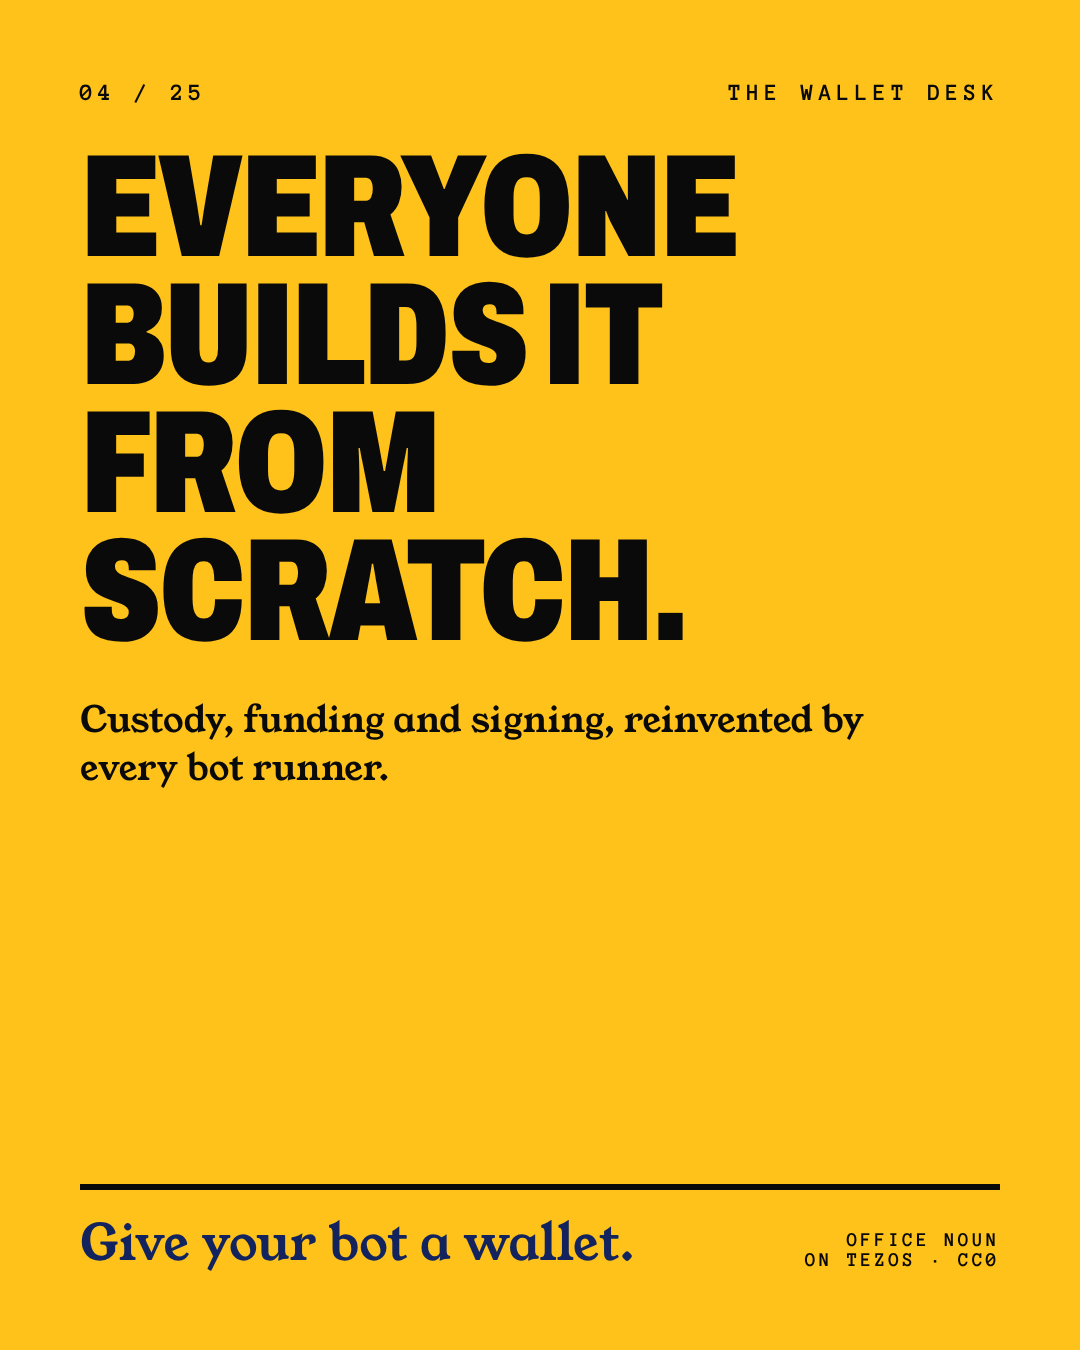 04 / 25
THE WALLET DESK
EVERYONE
BUILDS IT
FROM
SCRATCH.
Custody, funding and signing, reinvented by
every bot runner.
Give your bot a wallet.
OFFICE NOUN
ON TEZOS · CC0